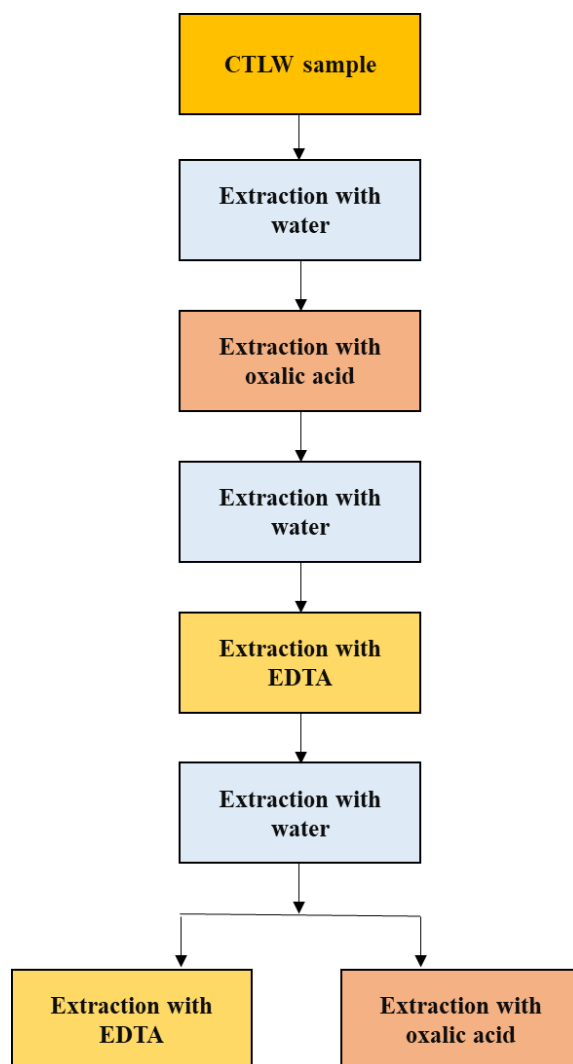 CTLW sample
Extraction with
water
Extraction with
oxalic acid
Extraction with
water
Extraction with
EDTA
Extraction with
water
Extraction with
EDTA
Extraction with
oxalic acid